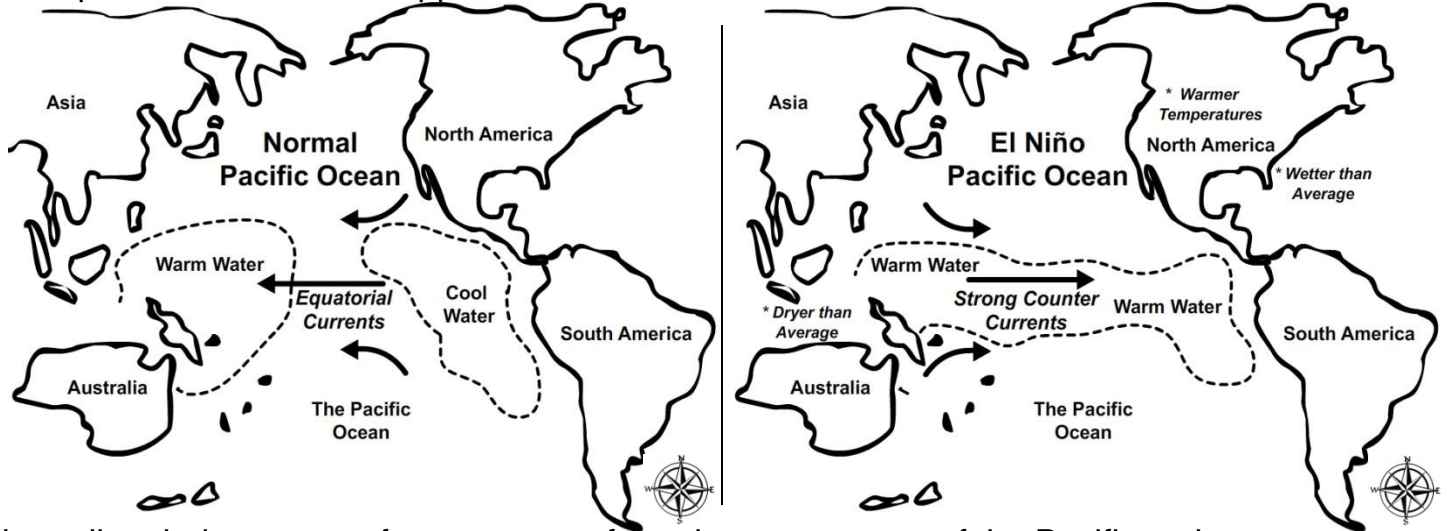 Asia
Normal
Pacific Ocean
North America
Warm Water
Equatorial
Currents
Cool
Water
South America
Australia
The Pacific
Ocean
N
W
E
S
Asia
* Warmer
Temperatures
El Niño
Pacific Ocean
North America
* Wetter than
Average
Warm Water
Strong Counter
Currents
Warm Water
* Dryer than
Average
South America
Australia
The Pacific
Ocean
N
W
E
S